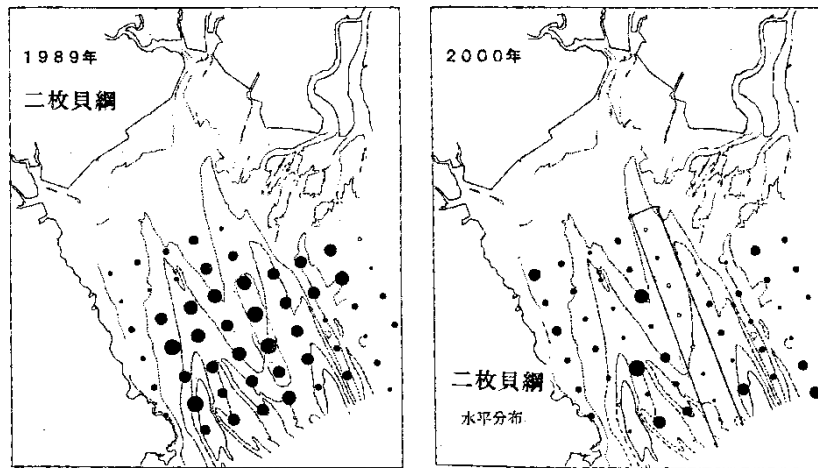 1989年
二枚貝綱
2000年
二枚貝綱
水平分布